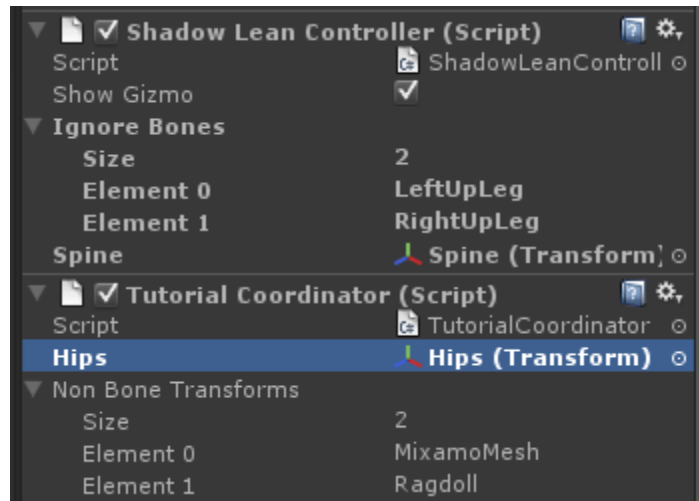 Shadow Lean Controller (Script)
Script ShadowLeanControll
Show Gizmo
Ignore Bones
Size 2
Element 0 LeftUpLeg
Element 1 RightUpLeg
Spine Spine (Transform)
Tutorial Coordinator (Script)
Script C# TutorialCoordinator
Hips Hips (Transform)
Non Bone Transforms
Size 2
Element 0 MixamoMesh
Element 1 Ragdoll